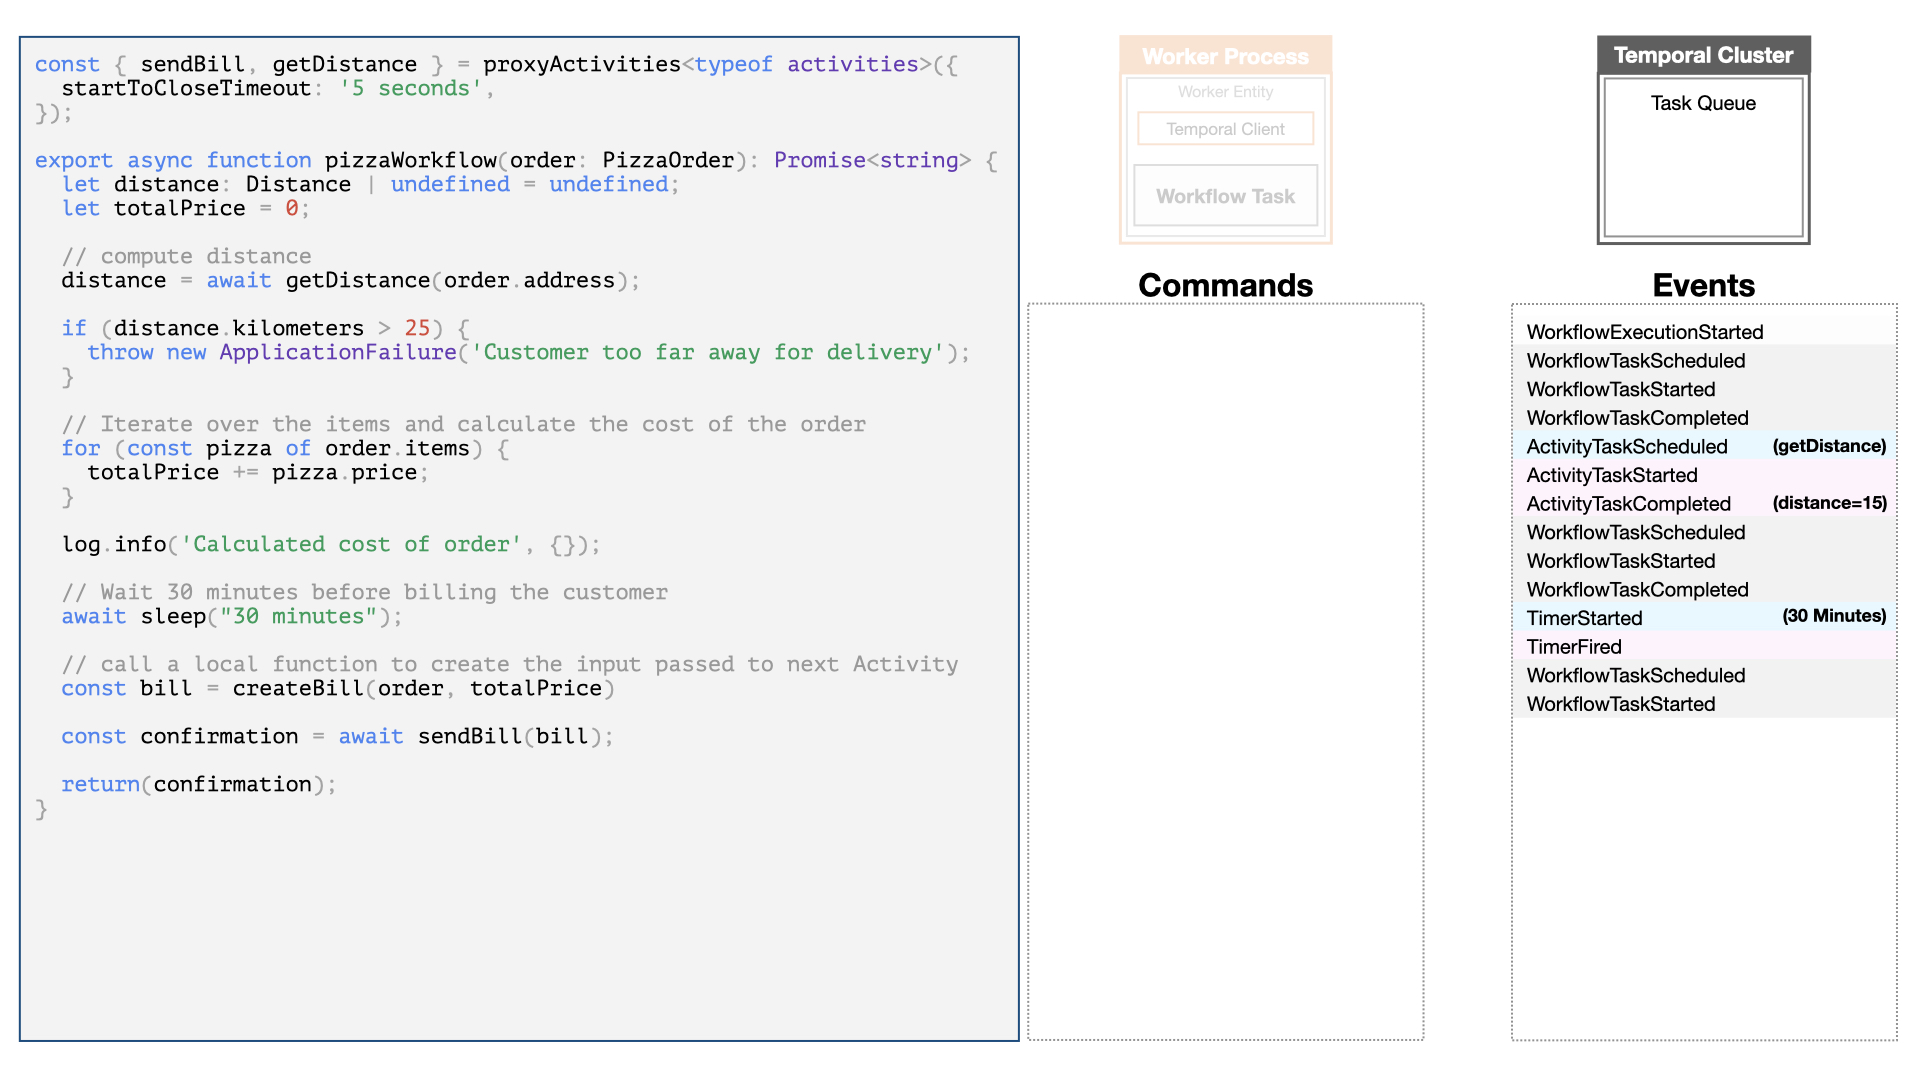 const { sendBill, getDistance } = proxyActivities<typeof activities>({
  startToCloseTimeout: '5 seconds',
});

export async function pizzaWorkflow(order: PizzaOrder): Promise<string> {
  let distance: Distance | undefined = undefined;
  let totalPrice = 0;

  // compute distance
  distance = await getDistance(order.address);

  if (distance.kilometers > 25) {
    throw new ApplicationFailure('Customer too far away for delivery');
  }

  // Iterate over the items and calculate the cost of the order
  for (const pizza of order.items) {
    totalPrice += pizza.price;
  }

  log.info('Calculated cost of order', {});

  // Wait 30 minutes before billing the customer
  await sleep("30 minutes");

  // call a local function to create the input passed to next Activity
  const bill = createBill(order, totalPrice)

  const confirmation = await sendBill(bill);

  return(confirmation);
}
Worker Process
Worker Entity
Temporal Client
Workflow Task
Commands
Temporal Cluster
Task Queue
Events
WorkflowExecutionStarted
WorkflowTaskScheduled
WorkflowTaskStarted
WorkflowTaskCompleted
ActivityTaskScheduled (getDistance)
ActivityTaskStarted
ActivityTaskCompleted (distance=15)
WorkflowTaskScheduled
WorkflowTaskStarted
WorkflowTaskCompleted
TimerStarted (30 Minutes)
TimerFired
WorkflowTaskScheduled
WorkflowTaskStarted